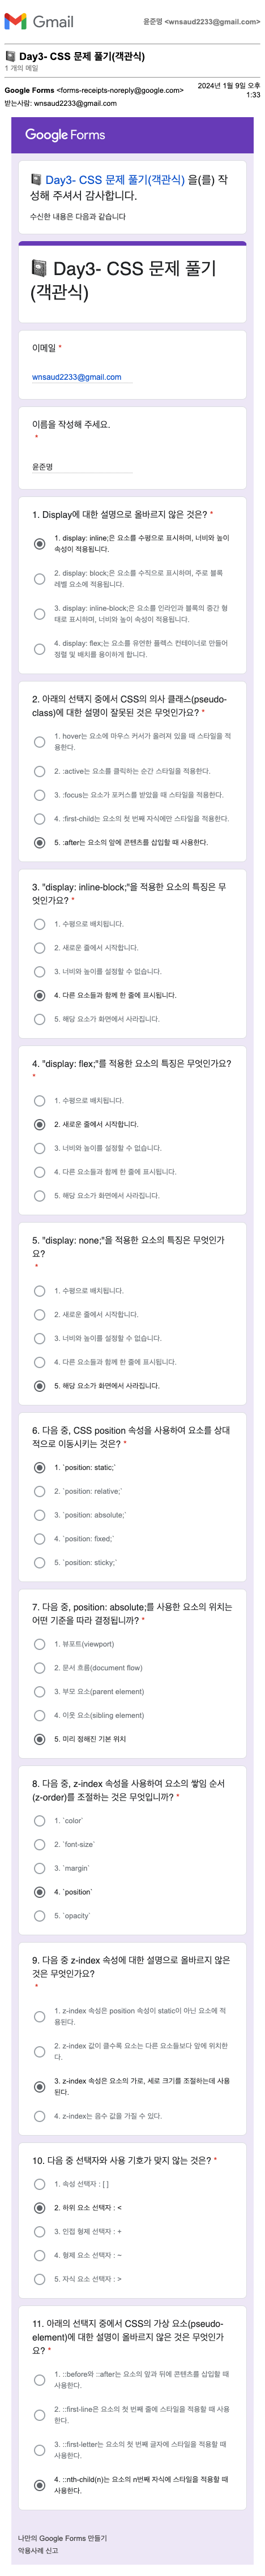 Gmail
윤준명 <wnsaud2233@gmail.com>
📓 Day3- CSS 문제 풀기(객관식)
1 개의 메일
Google Forms <forms-receipts-noreply@google.com>
2024년 1월 9일 오후
1:33
받는사람: wnsaud2233@gmail.com
Google Forms
📓 Day3- CSS 문제 풀기(객관식) 을(를) 작
성해 주셔서 감사합니다.
수신한 내용은 다음과 같습니다
📓 Day3- CSS 문제 풀기
(객관식)
이메일 *
wnsaud2233@gmail.com
이름을 작성해 주세요.
*
윤준명
1. Display에 대한 설명으로 올바르지 않은 것은? *
1. display: inline;은 요소를 수평으로 표시하며, 너비와 높이
속성이 적용됩니다.
2. display: block;은 요소를 수직으로 표시하며, 주로 블록
레벨 요소에 적용됩니다.
3. display: inline-block;은 요소를 인라인과 블록의 중간 형
태로 표시하며, 너비와 높이 속성이 적용됩니다.
4. display: flex;는 요소를 유연한 플렉스 컨테이너로 만들어
정렬 및 배치를 용이하게 합니다.
2. 아래의 선택지 중에서 CSS의 의사 클래스(pseudo-
class)에 대한 설명이 잘못된 것은 무엇인가요? *
1. hover는 요소에 마우스 커서가 올려져 있을 때 스타일을 적
용한다.
2. :active는 요소를 클릭하는 순간 스타일을 적용한다.
3. :focus는 요소가 포커스를 받았을 때 스타일을 적용한다.
4. :first-child는 요소의 첫 번째 자식에만 스타일을 적용한다.
5. :after는 요소의 앞에 콘텐츠를 삽입할 때 사용한다.
3. "display: inline-block;"을 적용한 요소의 특징은 무
엇인가요? *
1. 수평으로 배치됩니다.
2. 새로운 줄에서 시작합니다.
3. 너비와 높이를 설정할 수 없습니다.
4. 다른 요소들과 함께 한 줄에 표시됩니다.
5. 해당 요소가 화면에서 사라집니다.
4. "display: flex;"를 적용한 요소의 특징은 무엇인가요?
*
1. 수평으로 배치됩니다.
2. 새로운 줄에서 시작합니다.
3. 너비와 높이를 설정할 수 없습니다.
4. 다른 요소들과 함께 한 줄에 표시됩니다.
5. 해당 요소가 화면에서 사라집니다.
5. "display: none;"을 적용한 요소의 특징은 무엇인가
요?
*
1. 수평으로 배치됩니다.
2. 새로운 줄에서 시작합니다.
3. 너비와 높이를 설정할 수 없습니다.
4. 다른 요소들과 함께 한 줄에 표시됩니다.
5. 해당 요소가 화면에서 사라집니다.
6. 다음 중, CSS position 속성을 사용하여 요소를 상대
적으로 이동시키는 것은? *
1. `position: static;`
2. `position: relative;`
3. `position: absolute;`
4. `position: fixed;`
5. `position: sticky;`
7. 다음 중, position: absolute;를 사용한 요소의 위치는
어떤 기준을 따라 결정됩니까? *
1. 뷰포트(viewport)
2. 문서 흐름(document flow)
3. 부모 요소(parent element)
4. 이웃 요소(sibling element)
5. 미리 정해진 기본 위치
8. 다음 중, z-index 속성을 사용하여 요소의 쌓임 순서
(z-order)를 조절하는 것은 무엇입니까? *
1. `color`
2. `font-size`
3. `margin`
4. `position`
5. `opacity`
9. 다음 중 z-index 속성에 대한 설명으로 올바르지 않은
것은 무엇인가요?
*
1. z-index 속성은 position 속성이 static이 아닌 요소에 적
용된다.
2. z-index 값이 클수록 요소는 다른 요소들보다 앞에 위치한
다.
3. z-index 속성은 요소의 가로, 세로 크기를 조절하는데 사용
된다.
4. z-index는 음수 값을 가질 수 있다.
10. 다음 중 선택자와 사용 기호가 맞지 않는 것은? *
1. 속성 선택자 : [ ]
2. 하위 요소 선택자 : <
3. 인접 형제 선택자 : +
4. 형제 요소 선택자 : ~
5. 자식 요소 선택자 : >
11. 아래의 선택지 중에서 CSS의 가상 요소(pseudo-
element)에 대한 설명이 올바르지 않은 것은 무엇인가
요? *
1. ::before와 ::after는 요소의 앞과 뒤에 콘텐츠를 삽입할 때
사용한다.
2. ::first-line은 요소의 첫 번째 줄에 스타일을 적용할 때 사용
한다.
3. ::first-letter는 요소의 첫 번째 글자에 스타일을 적용할 때
사용한다.
4. ::nth-child(n)는 요소의 n번째 자식에 스타일을 적용할 때
사용한다.
나만의 Google Forms 만들기
악용사례 신고